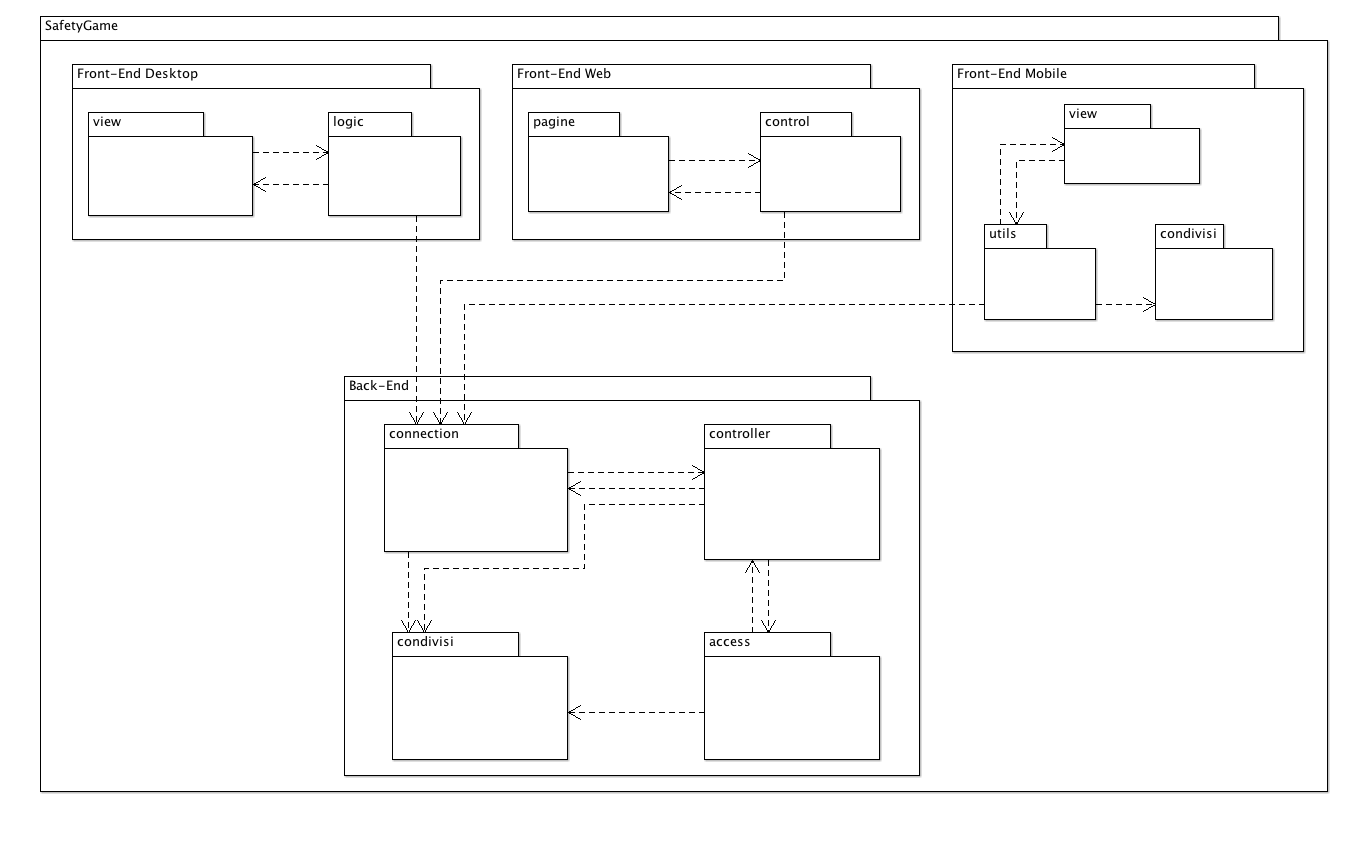 SafetyGame
Front-End Desktop
view
logic
Front-End Web
pagine
control
Front-End Mobile
view
utils
condivisi
Back-End
connection
controller
condivisi
access